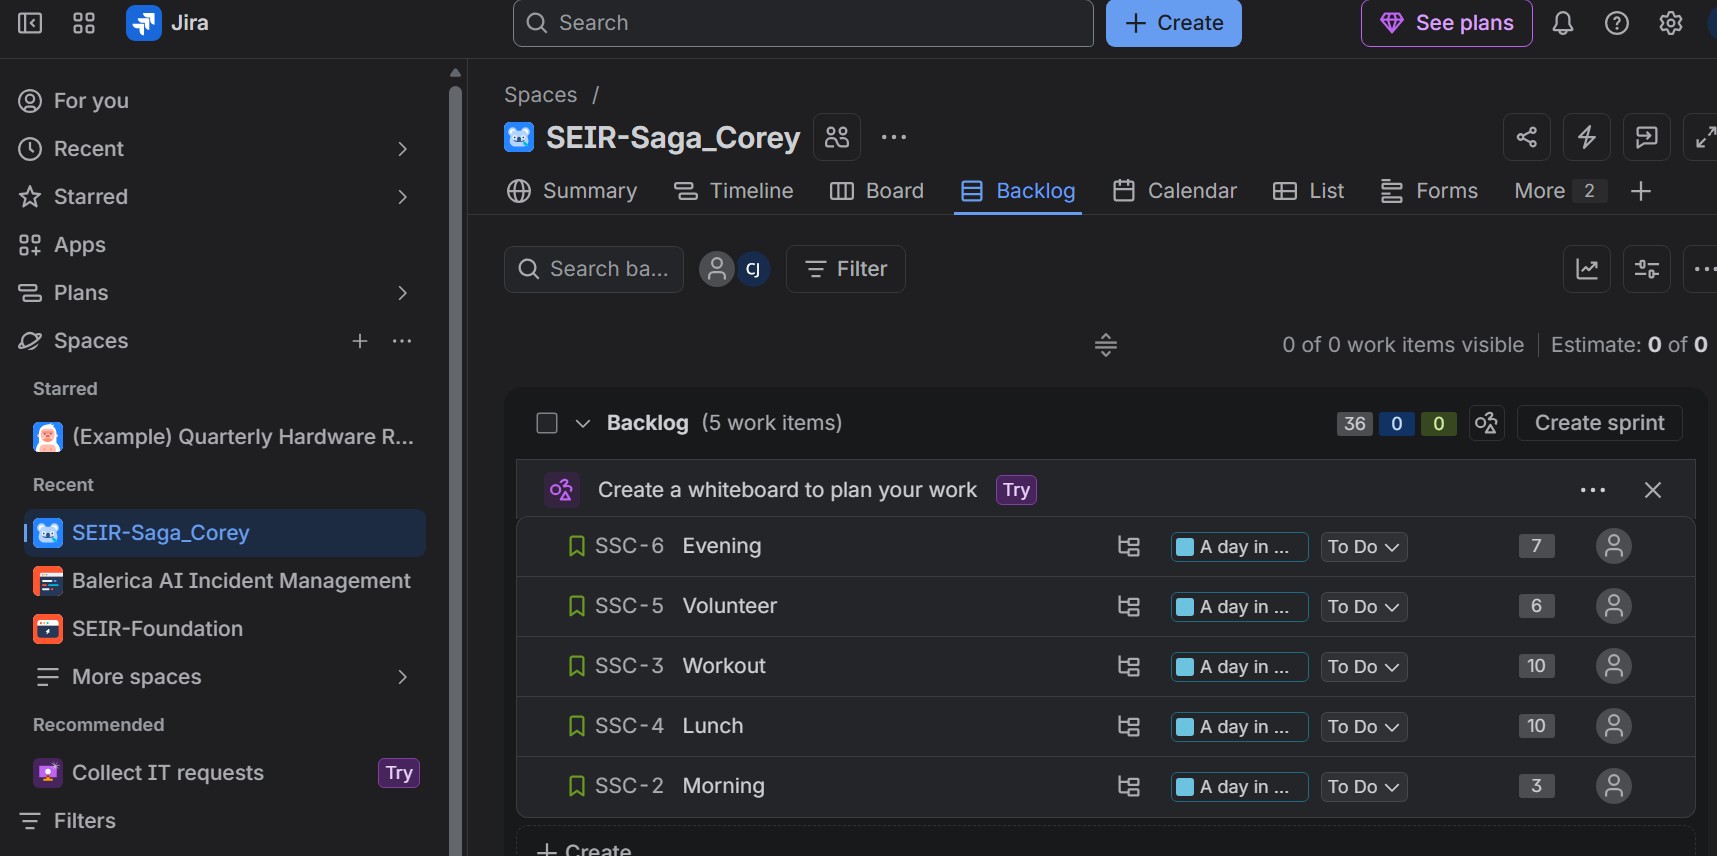 Jira
Search
Create
See plans
For you
Recent
Starred
Apps
Plans
Spaces
Starred
(Example) Quarterly Hardware R...
Recent
SEIR-Saga_Corey
Balerica AI Incident Management
SEIR-Foundation
More spaces
Recommended
Collect IT requests Try
Filters
Spaces /
SEIR-Saga_Corey
Summary Timeline Board Backlog Calendar List Forms More 2
Search ba... CJ Filter
0 of 0 work items visible Estimate: 0 of 0
Backlog (5 work items) 36 0 0 Create sprint
Create a whiteboard to plan your work Try
SSC-6 Evening A day in ... To Do 7
SSC-5 Volunteer A day in ... To Do 6
SSC-3 Workout A day in ... To Do 10
SSC-4 Lunch A day in ... To Do 10
SSC-2 Morning A day in ... To Do 3
+ Create